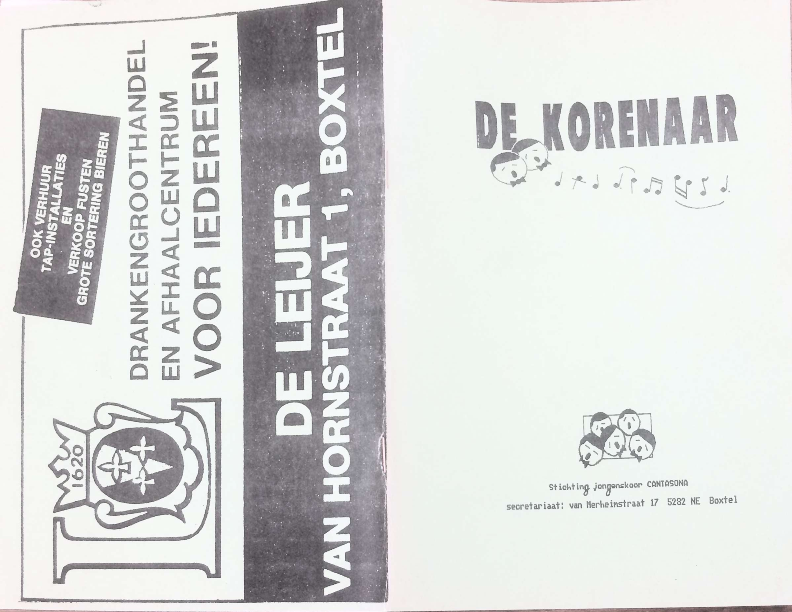 OOK VERHUUR
TAP-INSTALLATIES
EN
VERKOOP FUSTEN
GROTE SORTERING BIEREN
DRANKENGROOTHANDEL
EN AFHAALCENTRUM
VOOR IEDEREEN!
1620
DE LEIJER
VAN HORNSTRAAT 1, BOXTEL
DE KORENAAR
Stichting jongenskoor CANTASONA
secretariaat: van Merheinstraat 17 5282 NE Boxtel